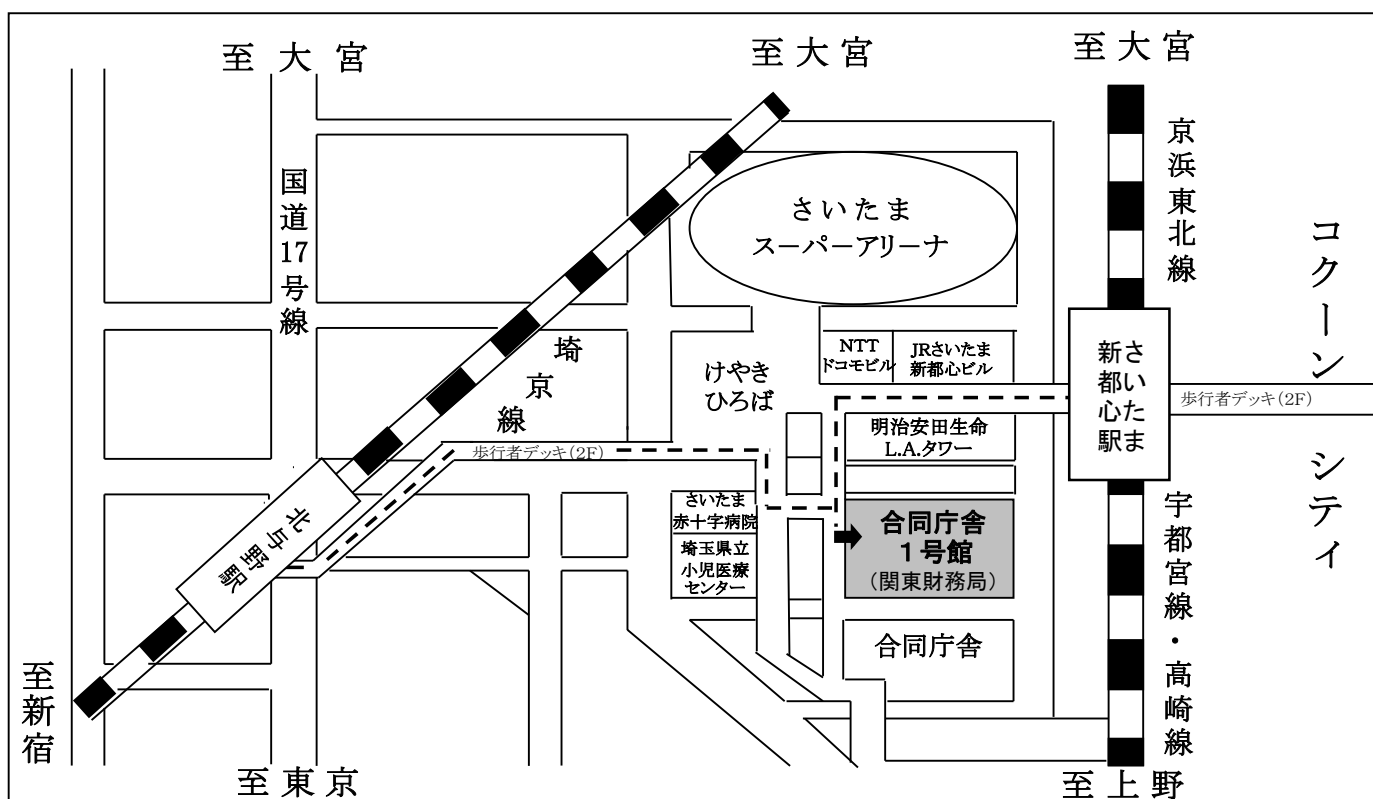 至大宮
至大宮
至大宮
国道17号線
京浜東北線
さいたま
スーパーアリーナ
コクーン シティ
埼京線
NTT
ドコモビル
JRさいたま
新都心ビル
けやき
ひろば
さいたま
新都心駅
歩行者デッキ(2F)
明治安田生命
L.A.タワー
歩行者デッキ(2F)
北与野駅
さいたま
赤十字病院
埼玉県立
小児医療
センター
合同庁舎
1号館
(関東財務局)
宇都宮線・高崎線
合同庁舎
至新宿
至東京
至上野